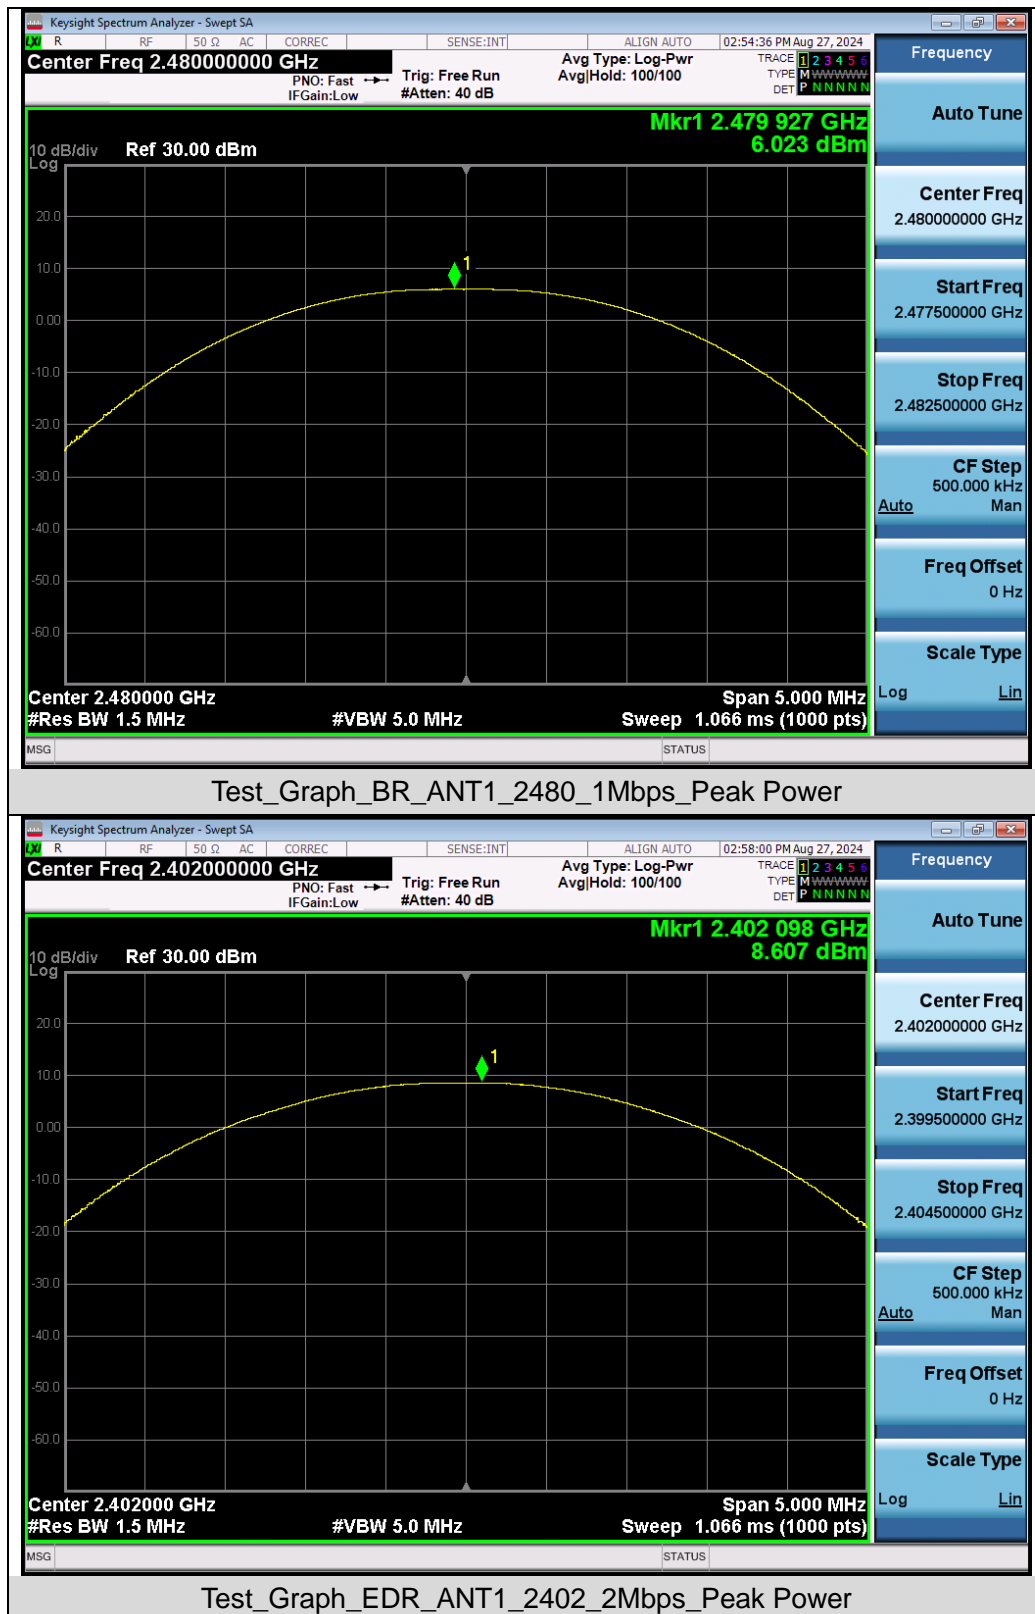 Keysight Spectrum Analyzer - Swept SA
LXI R RF 50 Ω AC CORREC SENSE:INT ALIGN AUTO 02:54:36 PM Aug 27, 2024
Center Freq 2.480000000 GHz
PNO: Fast
IFGain:Low
Trig: Free Run
#Atten: 40 dB
Avg Type: Log-Pwr
Avg|Hold: 100/100
TRACE 1 2 3 4 5 6
TYPE M W W W W W
DET P N N N N N
Mkr1 2.479 927 GHz
6.023 dBm
10 dB/div Ref 30.00 dBm
Log
20.0
1
10.0
0.00
-10.0
-20.0
-30.0
-40.0
-50.0
-60.0
Center 2.480000 GHz Span 5.000 MHz
#Res BW 1.5 MHz #VBW 5.0 MHz Sweep 1.066 ms (1000 pts)
MSG STATUS
Frequency
Auto Tune
Center Freq
2.480000000 GHz
Start Freq
2.477500000 GHz
Stop Freq
2.482500000 GHz
CF Step
500.000 kHz
Auto Man
Freq Offset
0 Hz
Scale Type
Log Lin
Test_Graph_BR_ANT1_2480_1Mbps_Peak Power
Keysight Spectrum Analyzer - Swept SA
LXI R RF 50 Ω AC CORREC SENSE:INT ALIGN AUTO 02:58:00 PM Aug 27, 2024
Center Freq 2.402000000 GHz
PNO: Fast
IFGain:Low
Trig: Free Run
#Atten: 40 dB
Avg Type: Log-Pwr
Avg|Hold: 100/100
TRACE 1 2 3 4 5 6
TYPE M W W W W W
DET P N N N N N
Mkr1 2.402 098 GHz
8.607 dBm
10 dB/div Ref 30.00 dBm
Log
20.0
1
10.0
0.00
-10.0
-20.0
-30.0
-40.0
-50.0
-60.0
Center 2.402000 GHz Span 5.000 MHz
#Res BW 1.5 MHz #VBW 5.0 MHz Sweep 1.066 ms (1000 pts)
MSG STATUS
Frequency
Auto Tune
Center Freq
2.402000000 GHz
Start Freq
2.399500000 GHz
Stop Freq
2.404500000 GHz
CF Step
500.000 kHz
Auto Man
Freq Offset
0 Hz
Scale Type
Log Lin
Test_Graph_EDR_ANT1_2402_2Mbps_Peak Power